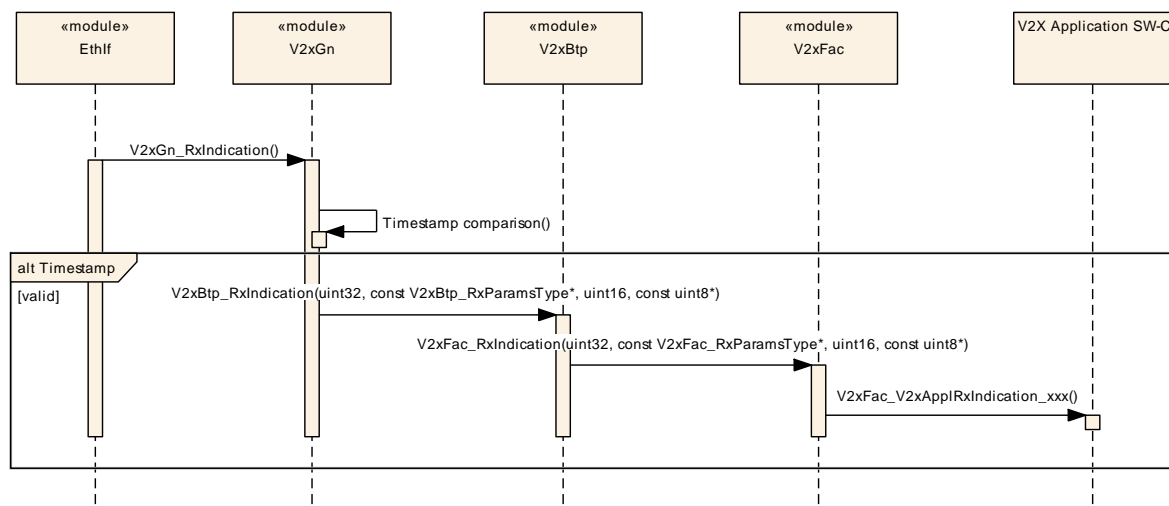 «module»
EthIf
«module»
V2xGn
«module»
V2xBtp
«module»
V2xFac
V2X Application SW-C
V2xGn_RxIndication()
Timestamp comparison()
alt Timestamp
[valid]
V2xBtp_RxIndication(uint32, const V2xBtp_RxParamsType*, uint16, const uint8*)
V2xFac_RxIndication(uint32, const V2xFac_RxParamsType*, uint16, const uint8*)
V2xFac_V2xApplRxIndication_xxx()